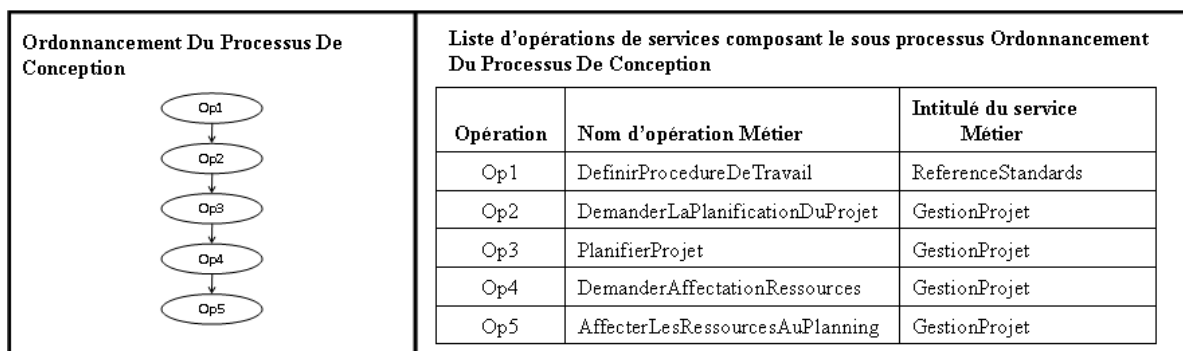 Ordonnancement Du Processus De
Conception
Op1
Op2
Op3
Op4
Op5
Liste d'opérations de services composant le sous processus Ordonnancement
Du Processus De Conception
Opération Nom d'opération Métier Intitulé du service
Métier
Op1 DefinirProcedureDeTravail ReferenceStandards
Op2 DemanderLaPlanificationDuProjet GestionProjet
Op3 PlanifierProjet GestionProjet
Op4 DemanderAffectationRessources GestionProjet
Op5 AffecterLesRessourcesAuPlanning GestionProjet